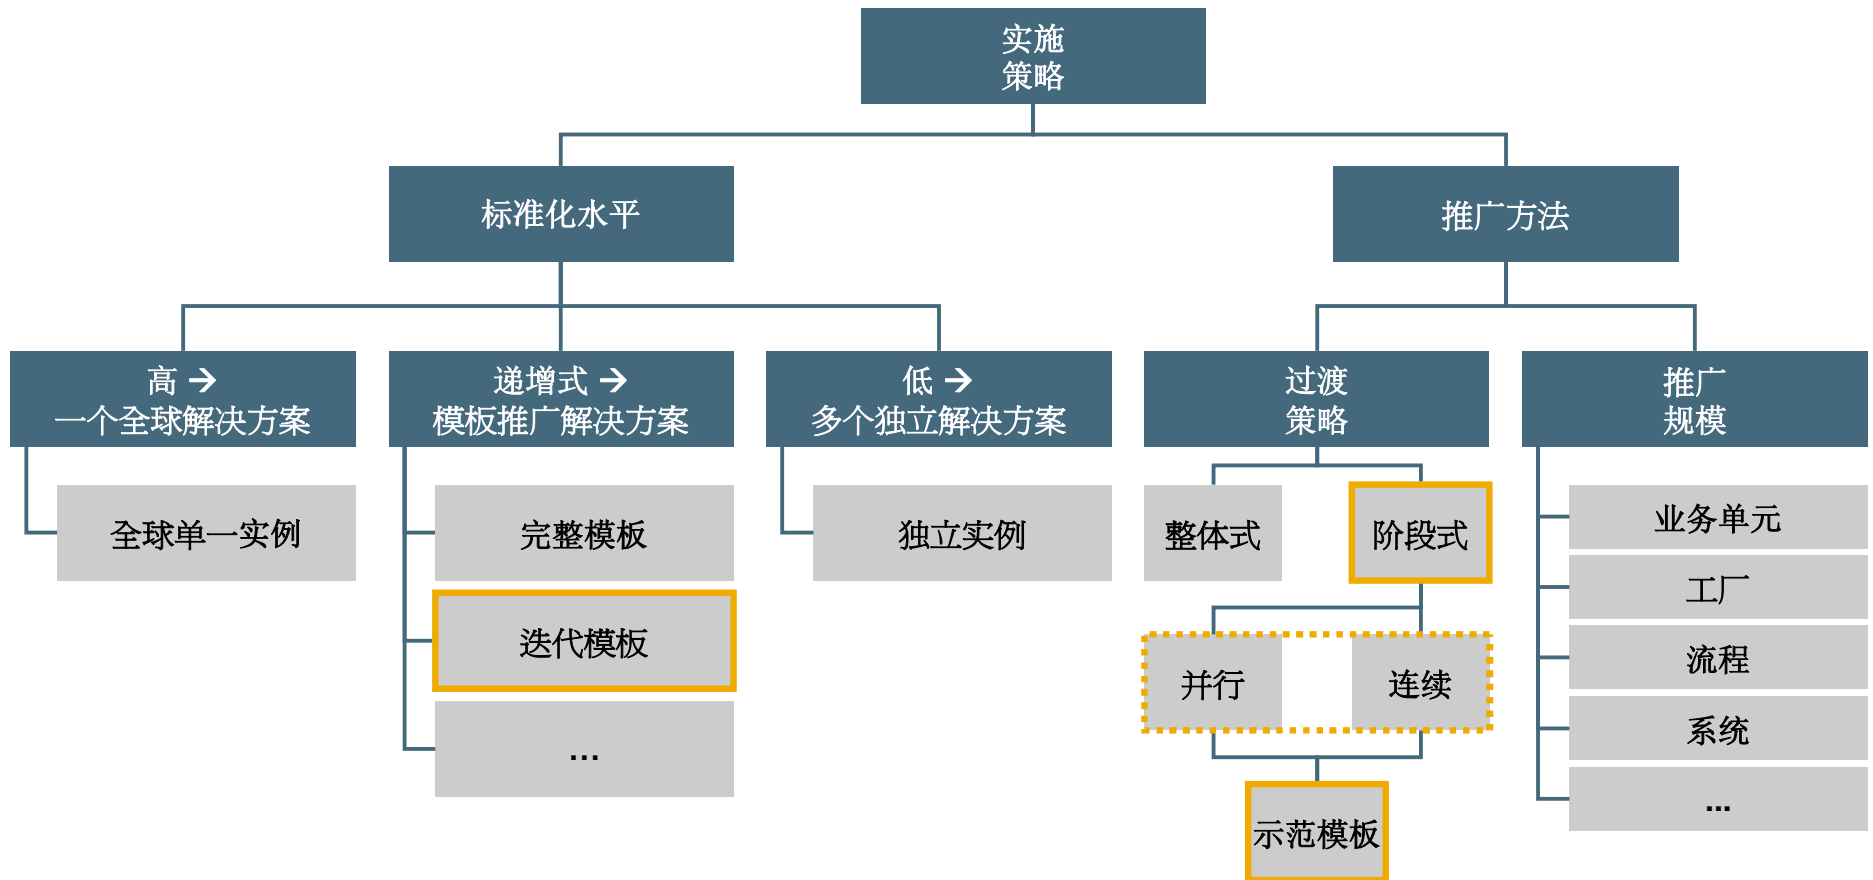 实施
策略
标准化水平
推广方法
高 →
一个全球解决方案
递增式 →
模板推广解决方案
低 →
多个独立解决方案
过渡
策略
推广
规模
全球单一实例
完整模板
迭代模板
...
独立实例
整体式
阶段式
并行
连续
示范模板
业务单元
工厂
流程
系统
...